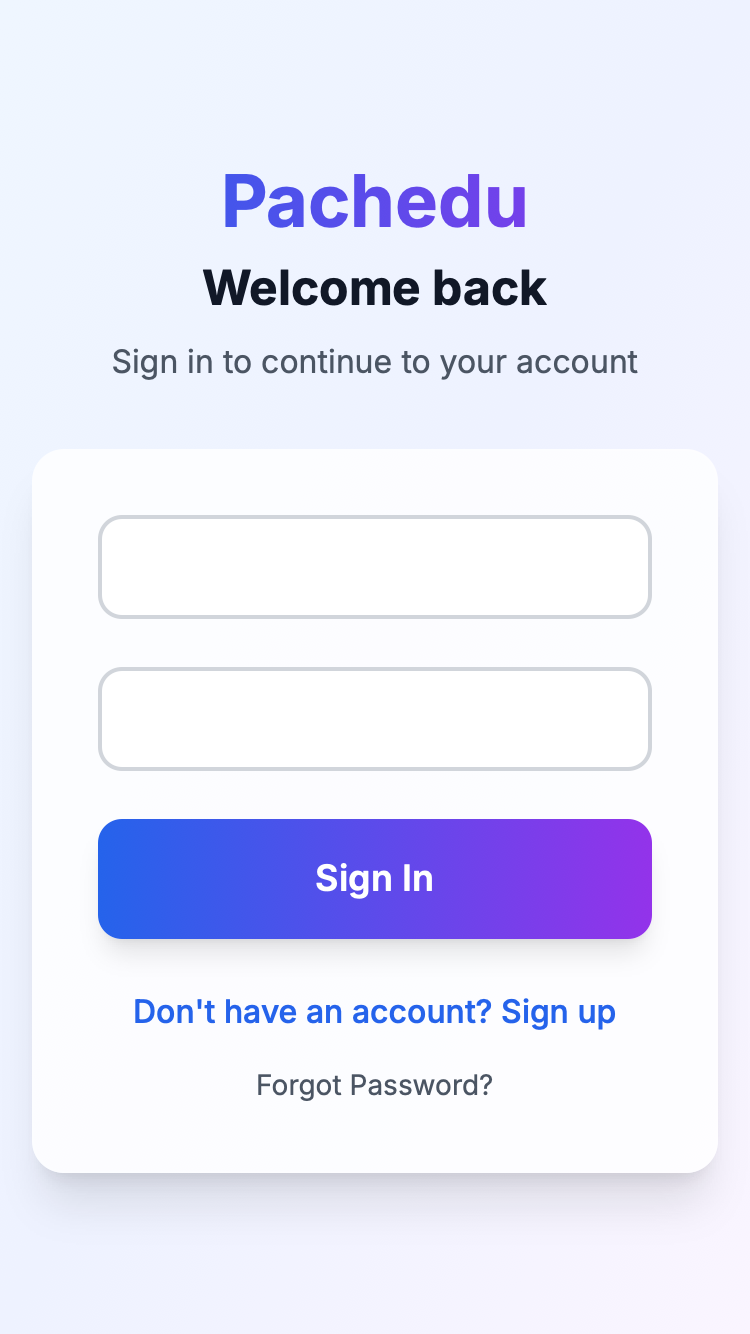 Pachedu
Welcome back
Sign in to continue to your account
Sign In
Don't have an account? Sign up
Forgot Password?